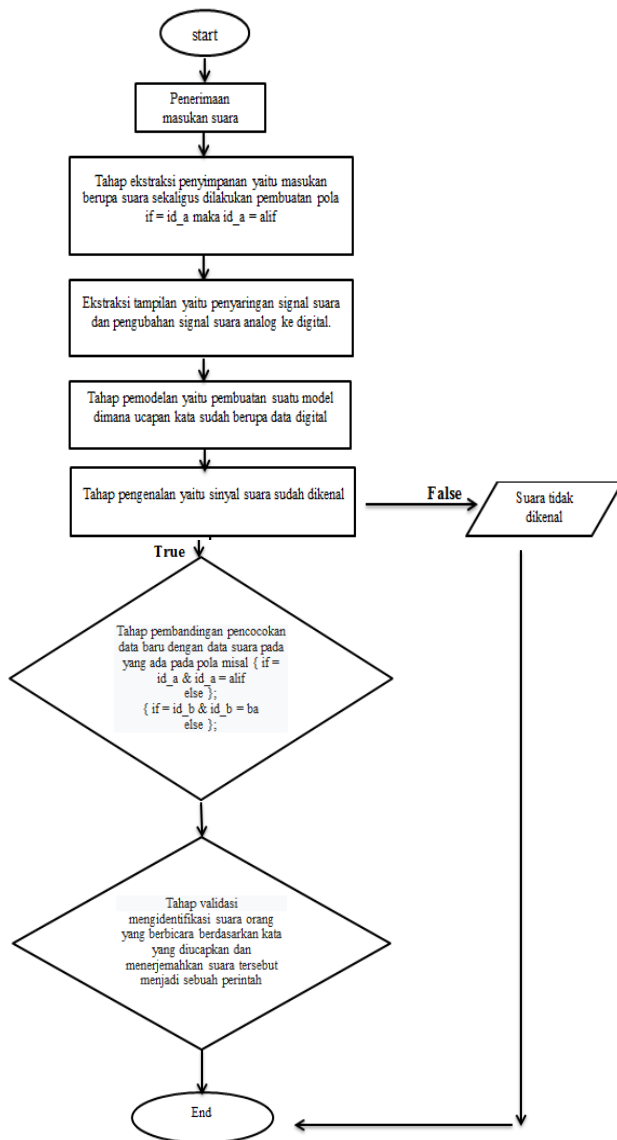 start
Penerimaan
masukan suara
Tahap ekstraksi penyimpanan yaitu masukan
berupa suara sekaligus dilakukan pembuatan pola
if = id_a maka id_a = alif
Ekstraksi tampilan yaitu penyaringan signal suara
dan pengubahan signal suara analog ke digital.
Tahap pemodelan yaitu pembuatan suatu model
dimana ucapan kata sudah berupa data digital
Tahap pengenalan yaitu sinyal suara sudah dikenal
False
Suara tidak
dikenal
True
Tahap pembandingan pencocokan
data baru dengan data suara pada
yang ada pada pola misal { if =
id_a & id_a = alif
else };
{ if = id_b & id_b = ba
else };
Tahap validasi
mengidentifikasi suara orang
yang berbicara berdasarkan kata
yang diucapkan dan
menerjemahkan suara tersebut
menjadi sebuah perintah
End